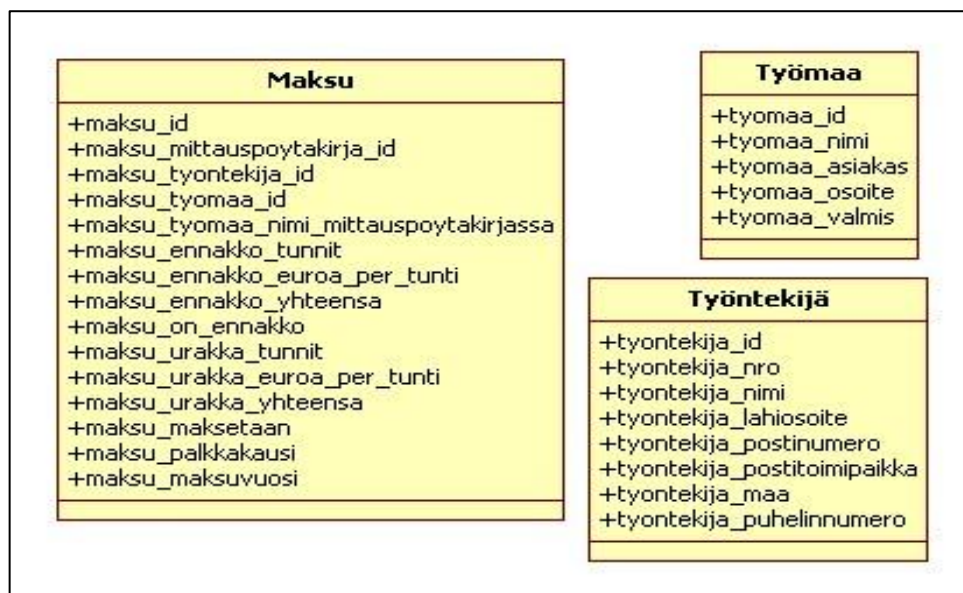 Maksu
+maksu_id
+maksu_mittauspoytakirja_id
+maksu_tyontekija_id
+maksu_tyomaa_id
+maksu_tyomaa_nimi_mittauspoytakirjassa
+maksu_ennakko_tunnit
+maksu_ennakko_euroa_per_tunti
+maksu_ennakko_yhteensa
+maksu_on_ennakko
+maksu_urakka_tunnit
+maksu_urakka_euroa_per_tunti
+maksu_urakka_yhteensa
+maksu_maksetaan
+maksu_palkkakausi
+maksu_maksuvuosi
Työmaa
+tyomaa_id
+tyomaa_nimi
+tyomaa_asiakas
+tyomaa_osoite
+tyomaa_valmis
Työntekijä
+tyontekija_id
+tyontekija_nro
+tyontekija_nimi
+tyontekija_lahiosoite
+tyontekija_postinumero
+tyontekija_postitoimipaikka
+tyontekija_maa
+tyontekija_puhelinnumero